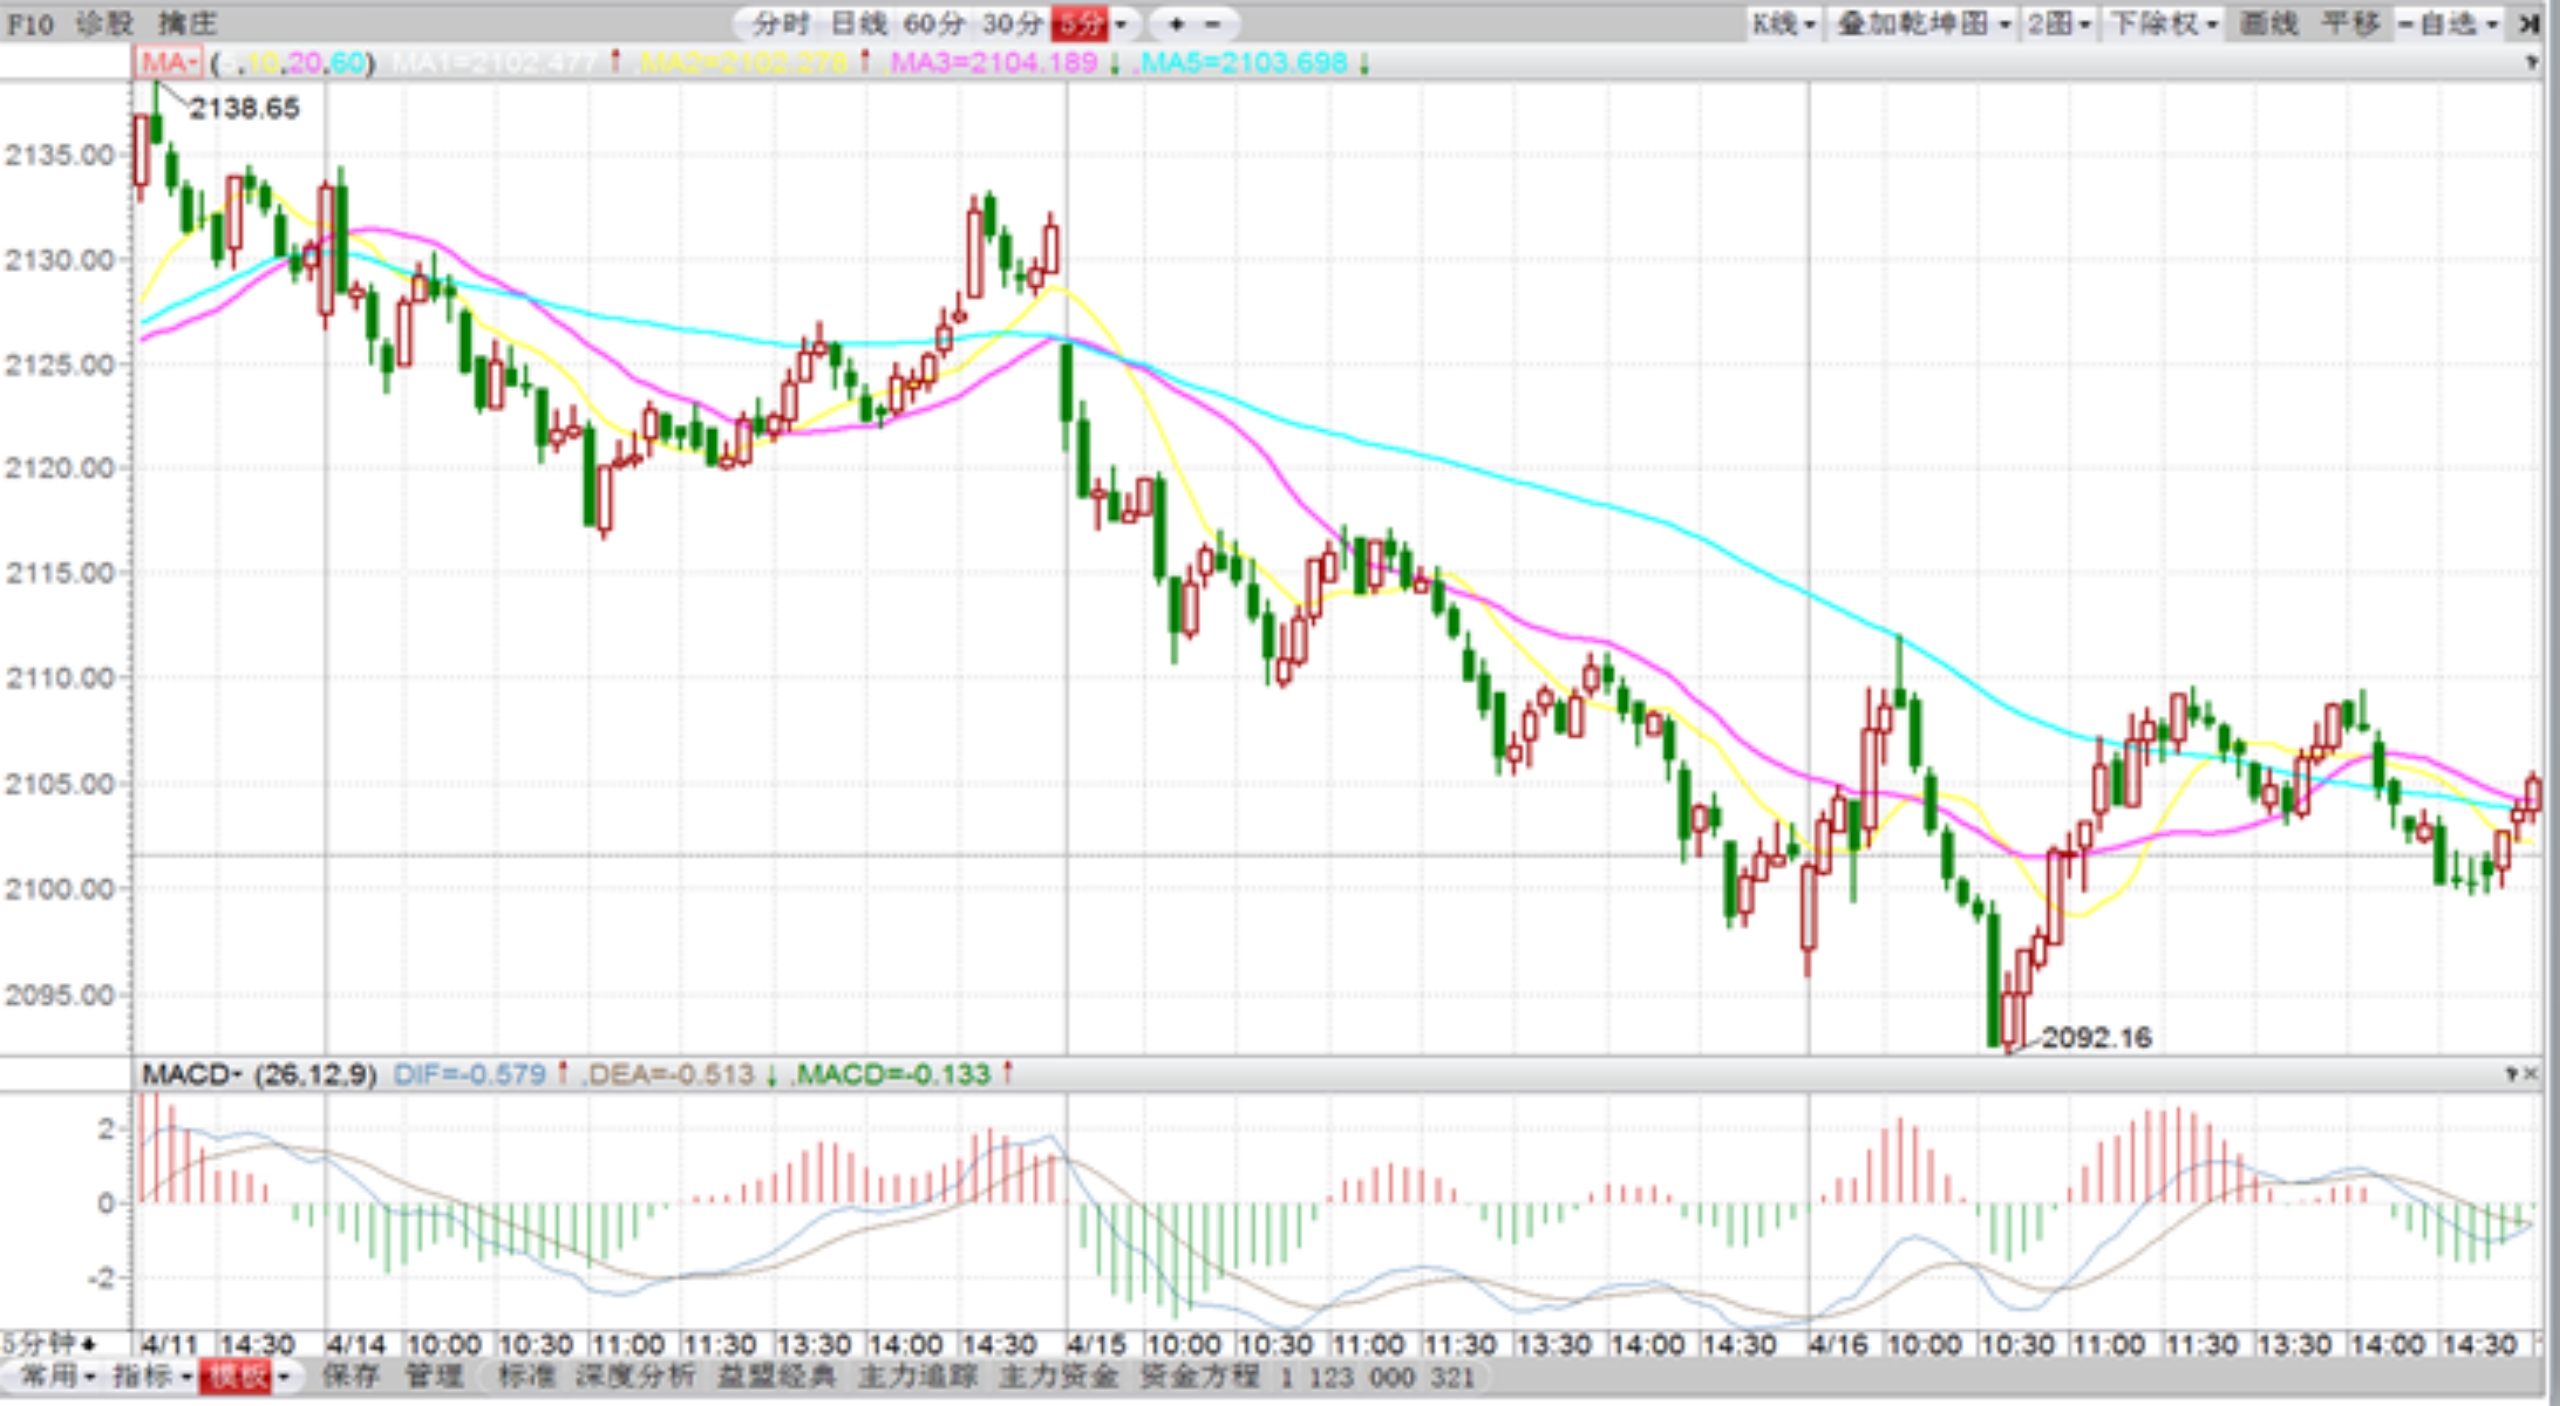 F10 诊股 擒庄 分时 日线 60分 30分 5分 + - K线 叠加乾坤图 2图 下除权 画线 平移 -自选
MA (5,10,20,60) MA1=2102.477 ↑ ,MA2=2102.278 ↑ ,MA3=2104.189 ↓ ,MA5=2103.698 ↓
2138.65
2135.00
2130.00
2125.00
2120.00
2115.00
2110.00
2105.00
2100.00
2095.00
2092.16
MACD (26,12,9) DIF=-0.579 ↑ ,DEA=-0.513 ↓ ,MACD=-0.133 ↑
2
0
-2
5分钟 4/11 14:30 4/14 10:00 10:30 11:00 11:30 13:30 14:00 14:30 4/15 10:00 10:30 11:00 11:30 13:30 14:00 14:30 4/16 10:00 10:30 11:00 11:30 13:30 14:00 14:30
常用 指标 模板 保存 管理 标准 深度分析 益盟经典 主力追踪 主力资金 资金方程 1 123 000 321